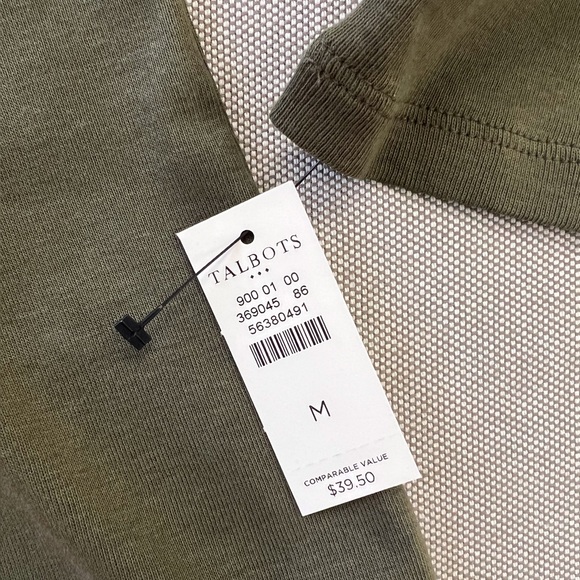 TALBOTS
900 01 00
369045 86
56380491
M
COMPARABLE VALUE
$39.50